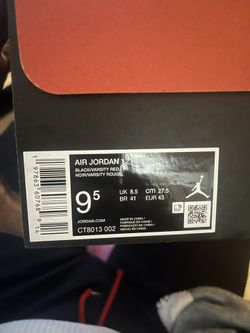 AIR JORDAN 12
BLACK/VARSITY RED
NOIR/VARSITY ROUGE
9 5
UK 8.5 cm 27.5
BR 41 EUR 43
JORDAN.COM
CT8013 002
MADE IN CHINA /